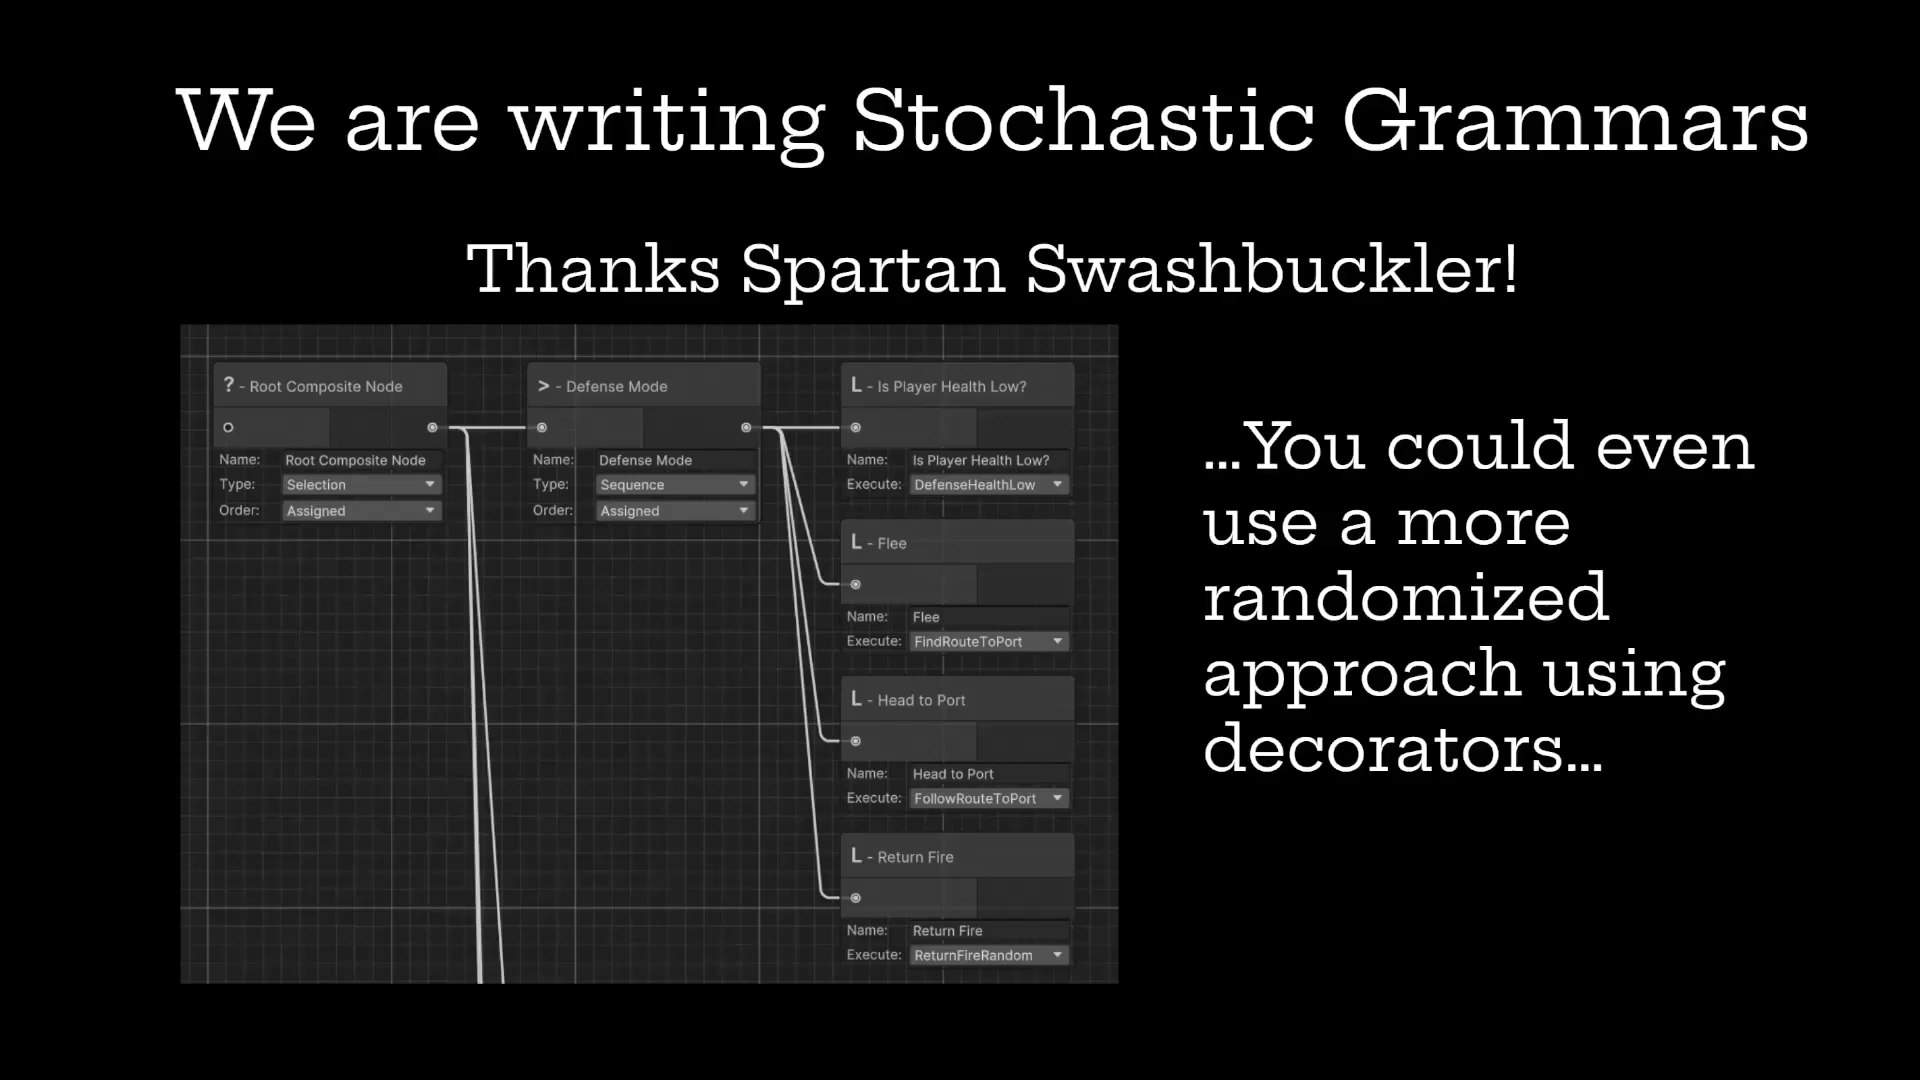 We are writing Stochastic Grammars
Thanks Spartan Swashbuckler!
? - Root Composite Node
Name: Root Composite Node
Type: Selection
Order: Assigned
> - Defense Mode
Name: Defense Mode
Type: Sequence
Order: Assigned
L - Is Player Health Low?
Name: Is Player Health Low?
Execute: DefenseHealthLow
L - Flee
Name: Flee
Execute: FindRouteToPort
L - Head to Port
Name: Head to Port
Execute: FollowRouteToPort
L - Return Fire
Name: Return Fire
Execute: ReturnFireRandom
...You could even
use a more
randomized
approach using
decorators...